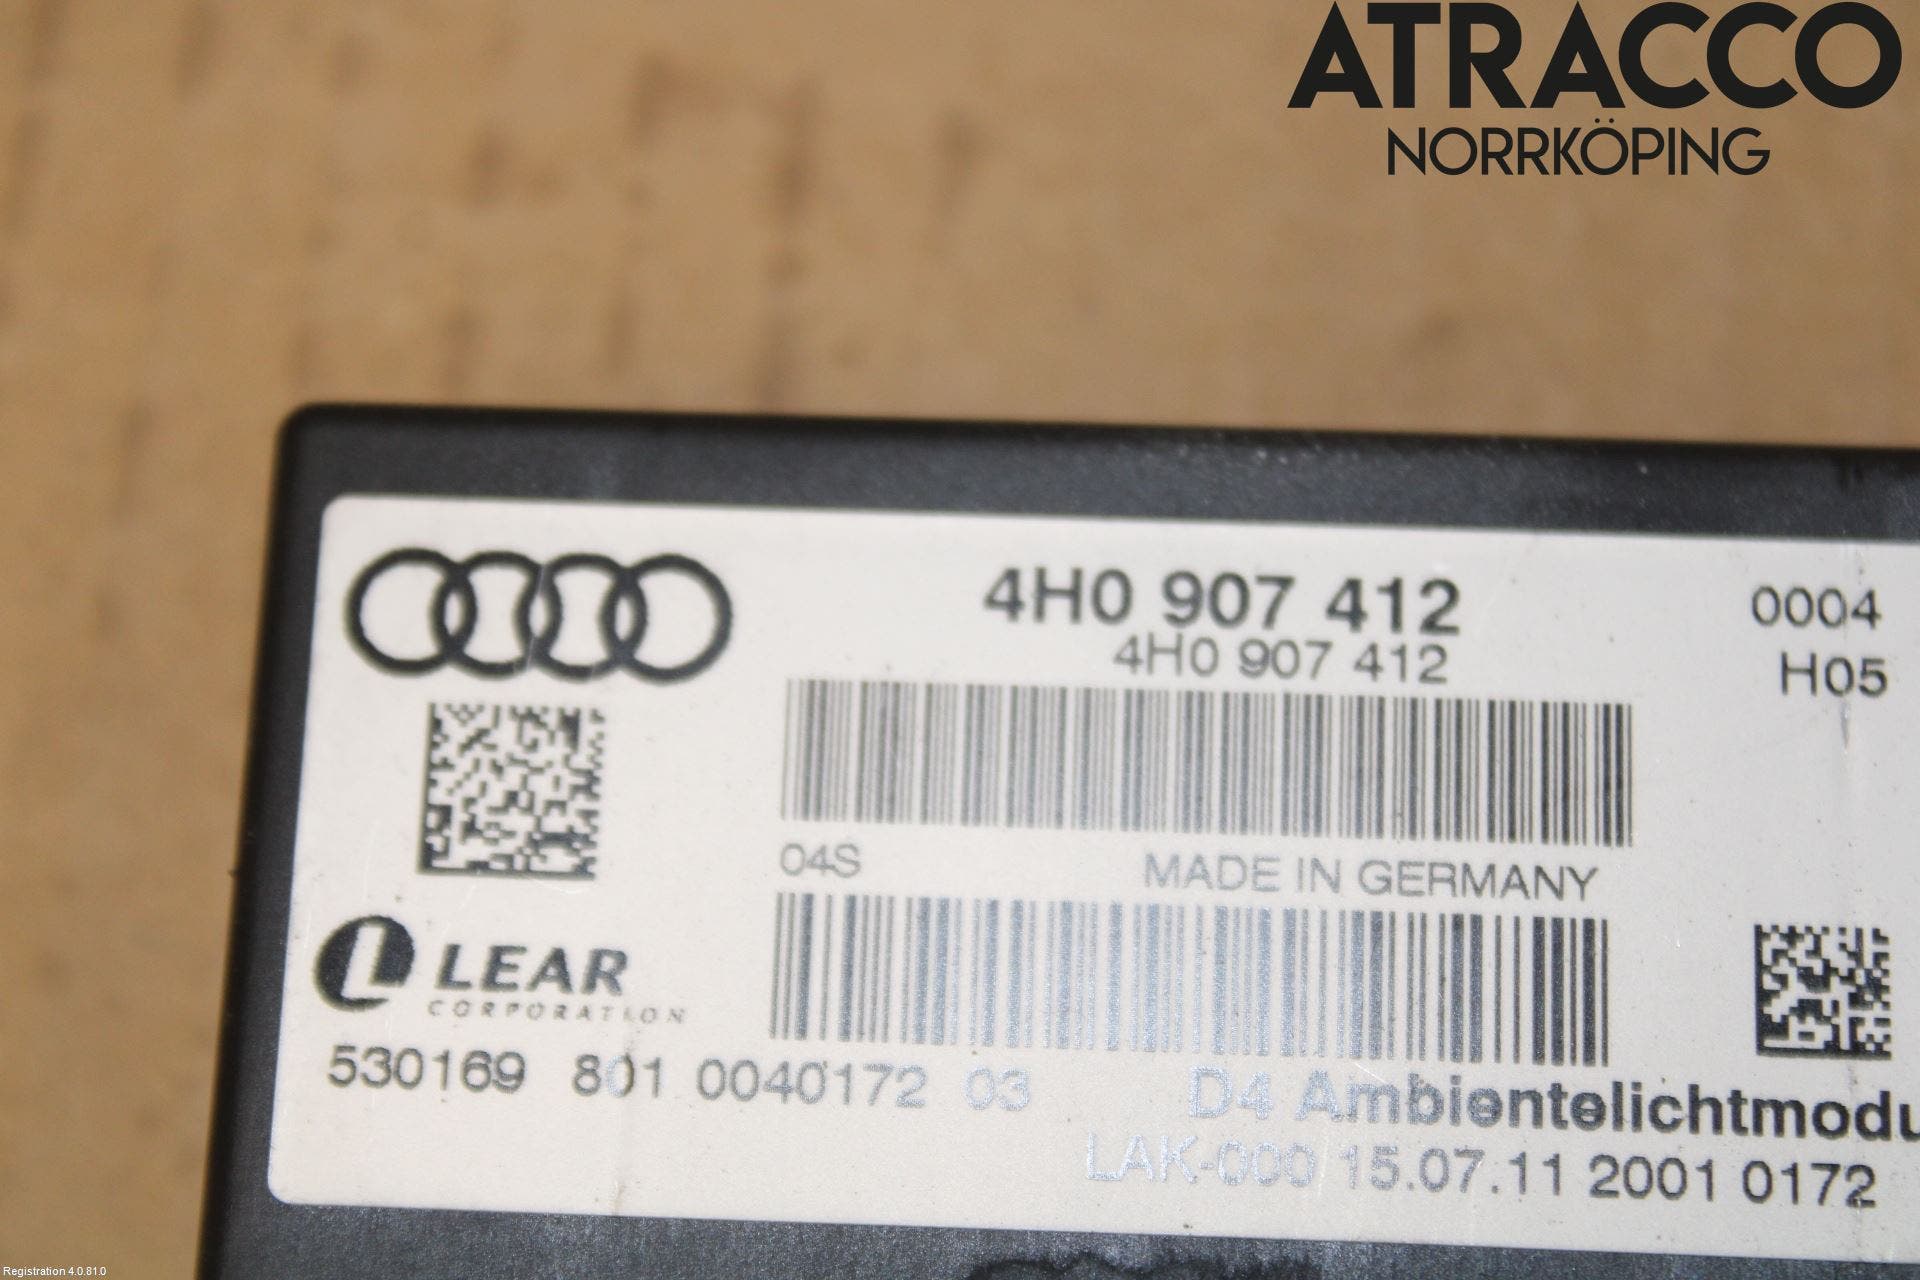 ATRACCO
NORRKÖPING
4H0 907 412
0004
4H0 907 412
H05
04S
MADE IN GERMANY
LEAR
CORPORATION
530169 801 0040172 03
D4 Ambientelichtmodu
LAK-000 15.07.11 2001 0172
Registration 4.0.81.0